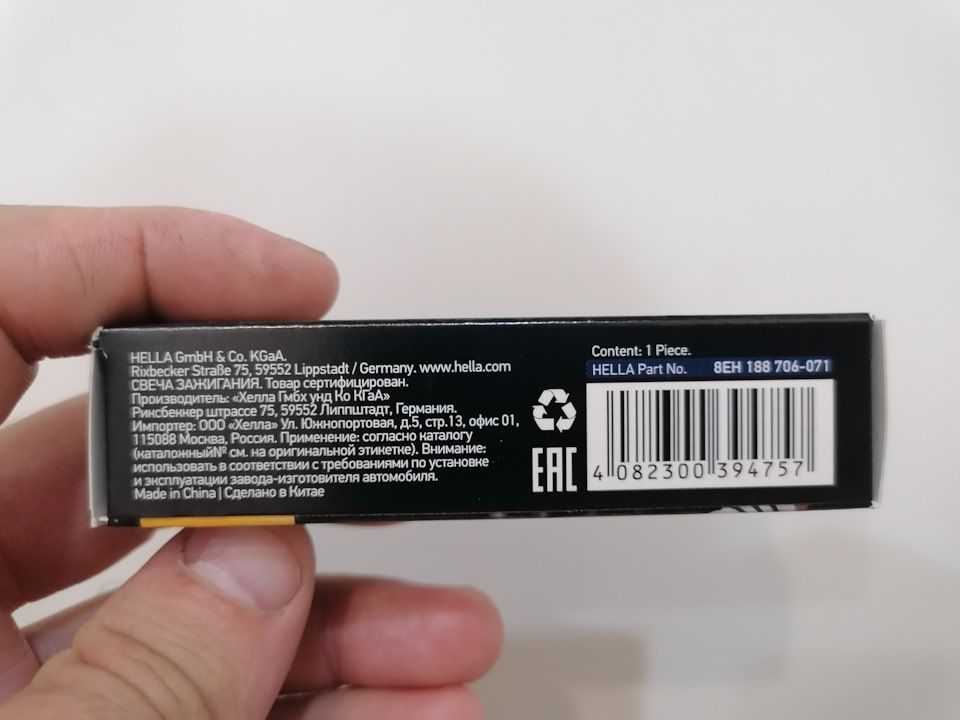 HELLA GmbH & Co. KGaA.
Rixbecker Straße 75, 59552 Lippstadt / Germany. www.hella.com
СВЕЧА ЗАЖИГАНИЯ. Товар сертифицирован.
Производитель: «Хелла Гмбх унд Ко КГаА»
Риксбеккер штрассе 75, 59552 Липпштадт, Германия.
Импортер: ООО «Хелла» Ул. Южнопортовая, д.5, стр.13, офис 01,
115088 Москва, Россия. Применение: согласно каталогу
(каталожный№ см. на оригинальной этикетке). Внимание:
использовать в соответствии с требованиями по установке
и эксплуатации завода-изготовителя автомобиля.
Made in China | Сделано в Китае
EAC
Content: 1 Piece.
HELLA Part No. 8EH 188 706-071
4 082300 394757